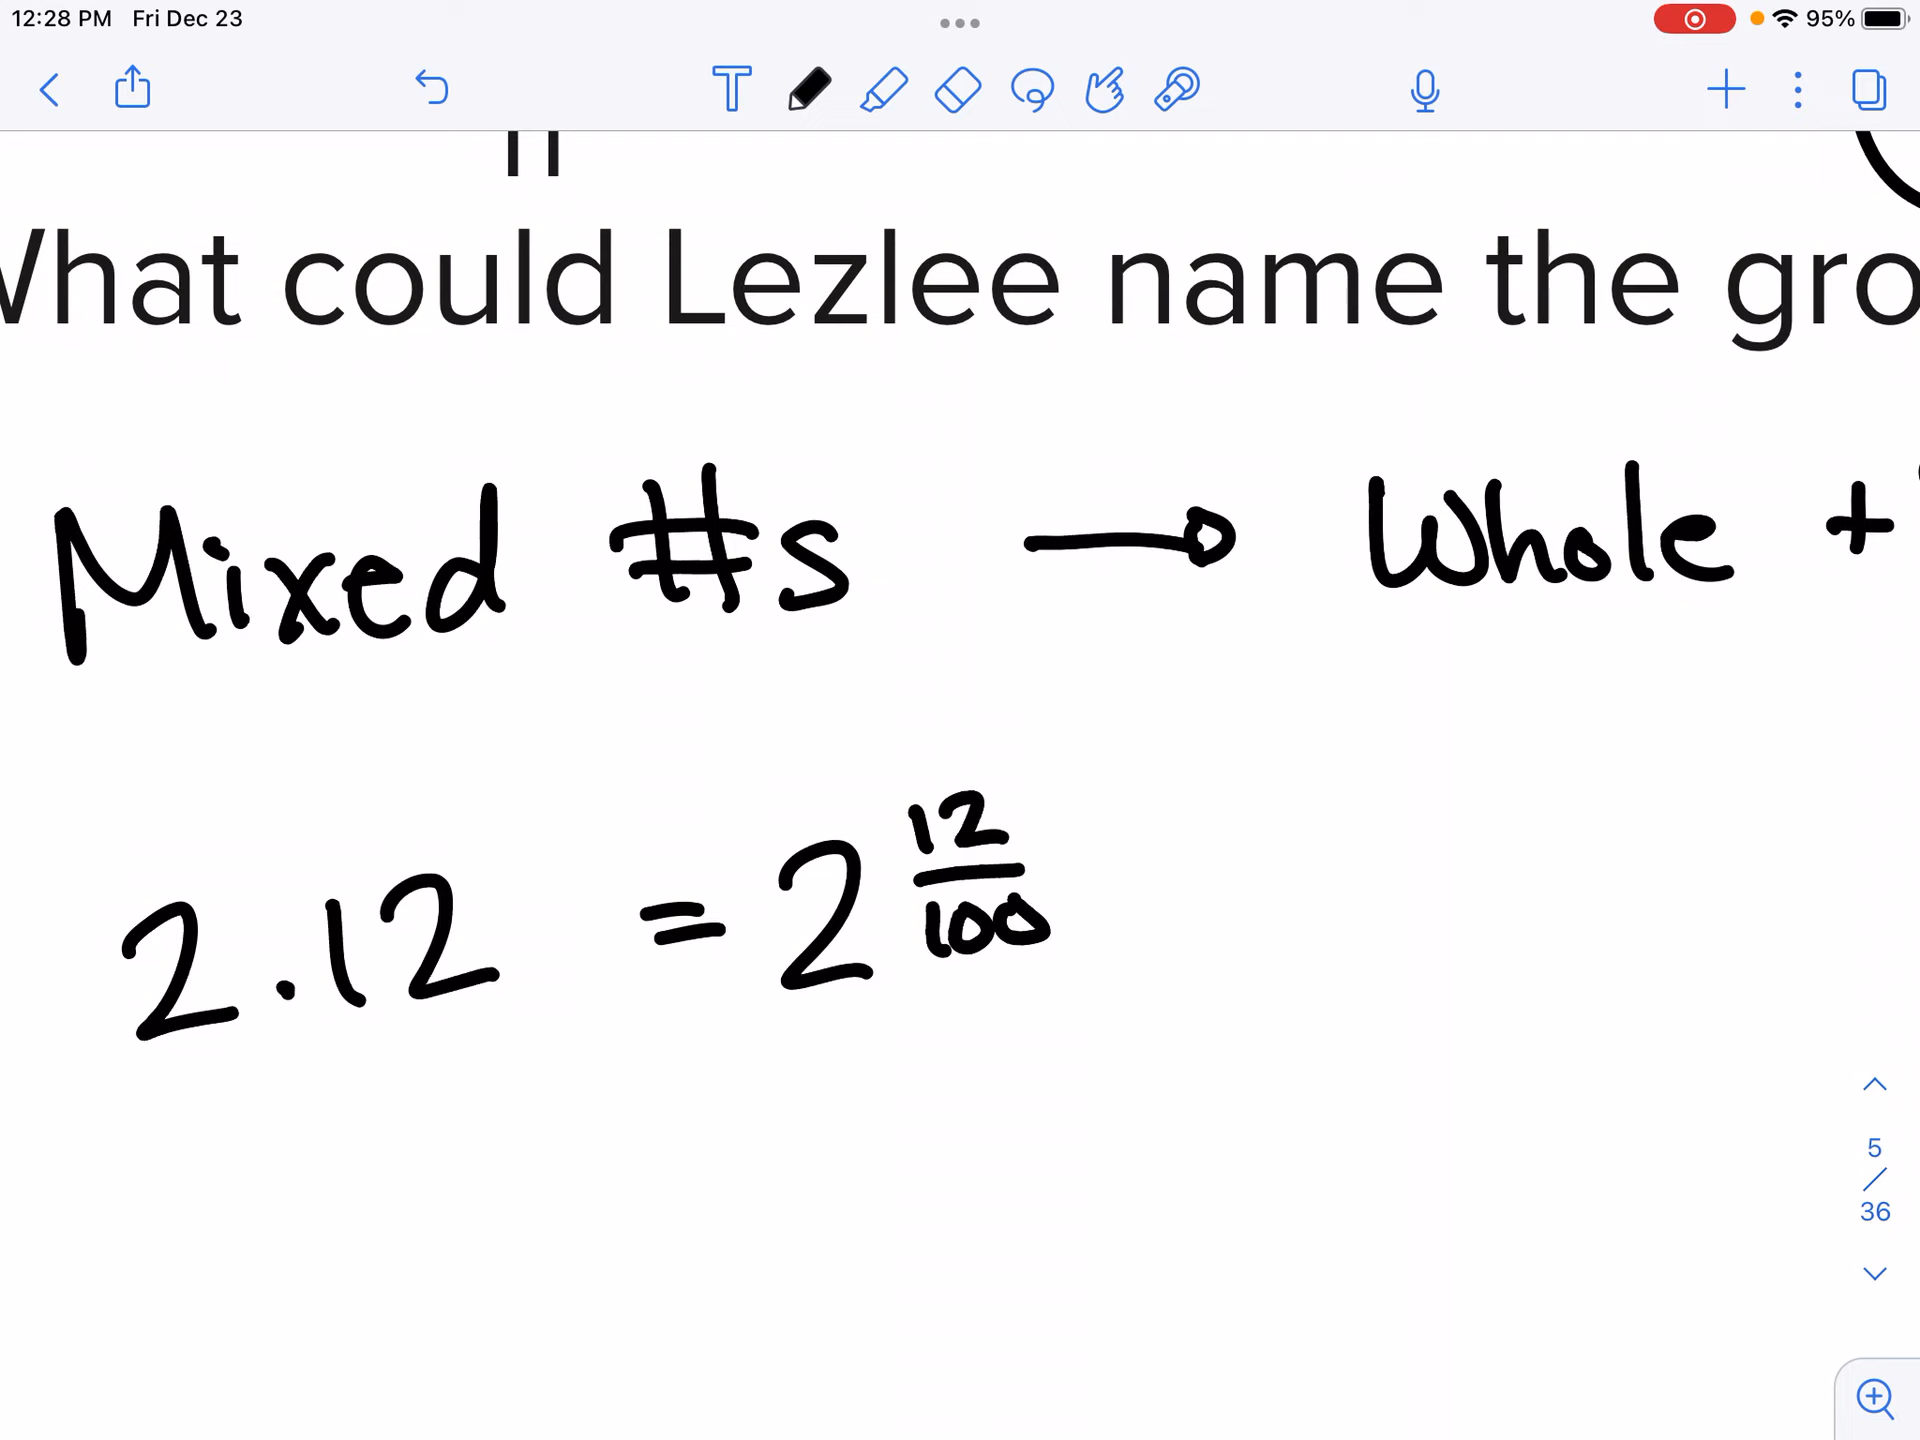 12:28 PM Fri Dec 23 95%
What could Lezlee name the gro
Mixed #s → Whole +
2.12 = 2 12/100
5
/
36